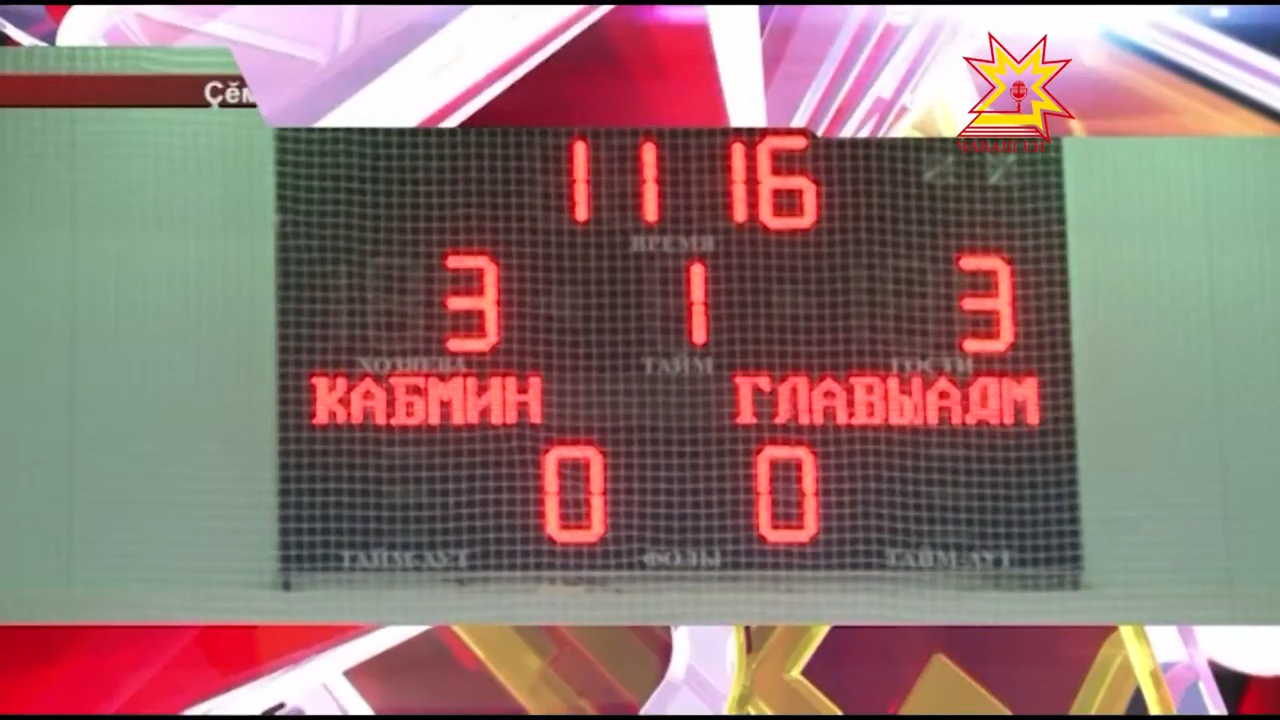 Çĕм
11 16
ВРЕМЯ
3 1 3
ХОЗЯЕВА ТАЙМ ГОСТИ
КАБМИН ГЛАВЫАДМ
0 0
ТАЙМ-АУТ ФОЛЫ ТАЙМ-АУТ